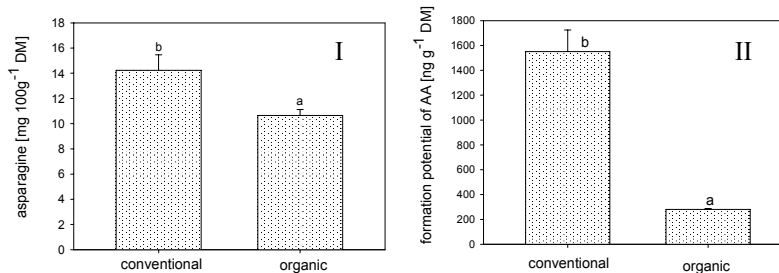 asparagine [mg 100g⁻¹ DM]
18
16
14
12
10
8
6
4
2
0
b
a
I
conventional organic
formation potential of AA [ng g⁻¹ DM]
1800
1600
1400
1200
1000
800
600
400
200
0
b
a
II
conventional organic